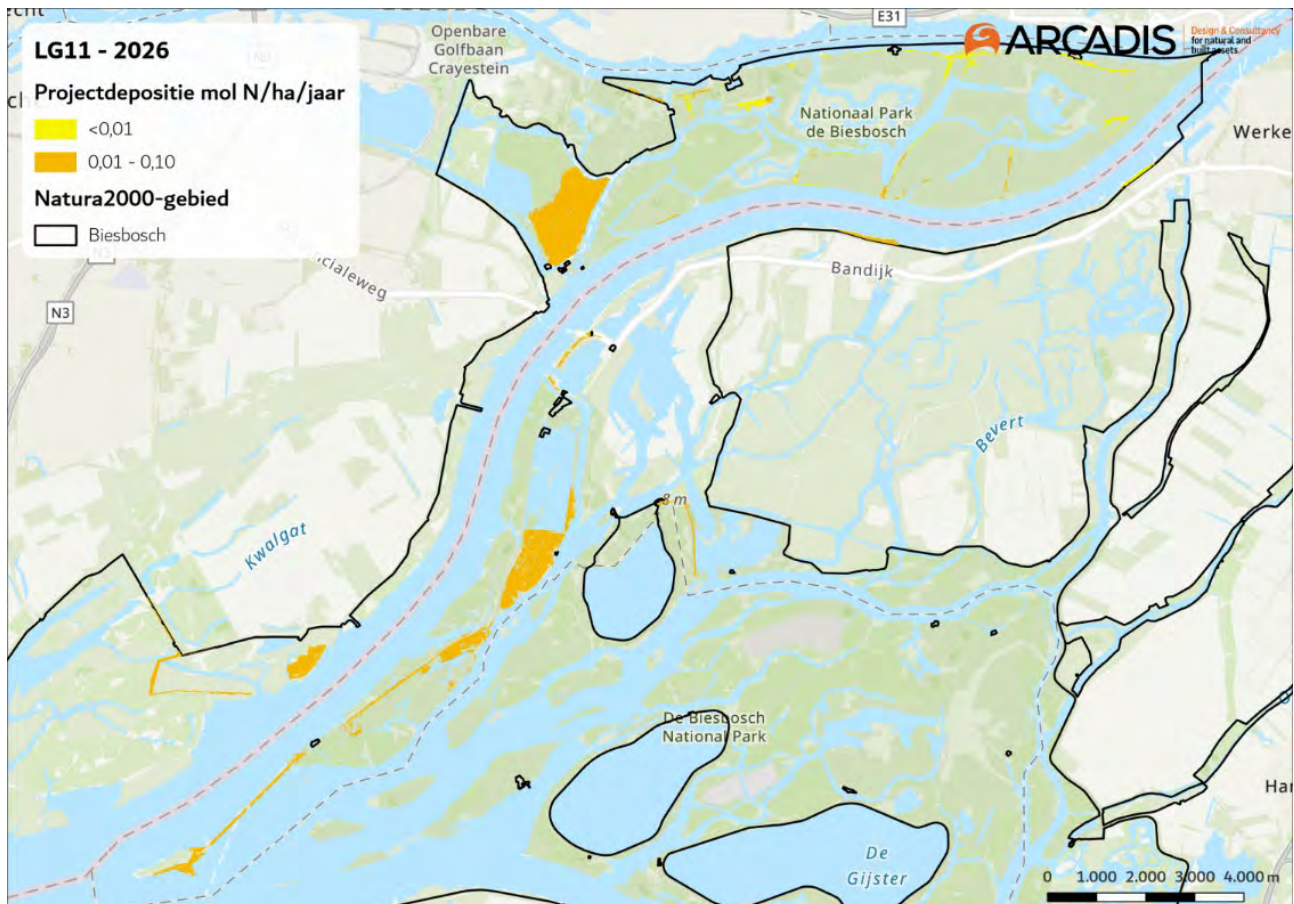 LG11 - 2026
Projectdepositie mol N/ha/jaar
<0,01
0,01 - 0,10
Natura2000-gebied
Biesbosch
Openbare
Golfbaan
Crayestein
E31
ARCADIS
Design & Consultancy
for natural and
built assets
Nationaal Park
de Biesbosch
Werke
N3
Bandijk
Bevert
Kwalgat
8 m
De Biesbosch
National Park
De
Gijster
Har
0 1.000 2.000 3.000 4.000 m